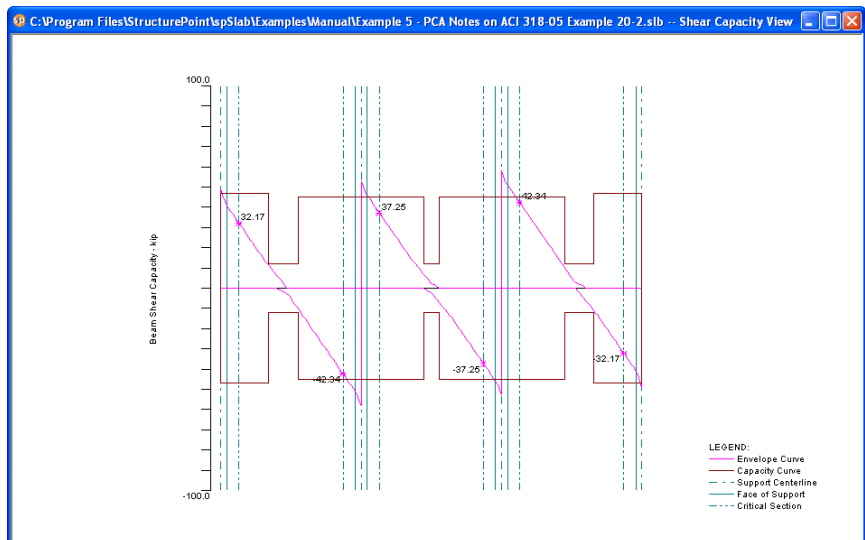 C:\Program Files\StructurePoint\spSlab\Examples\Manual\Example 5 - PCA Notes on ACI 318-05 Example 20-2.slb -- Shear Capacity View
100.0
32.17
37.25
42.34
Beam Shear Capacity - kip
-42.34
-37.25
-32.17
-100.0
LEGEND:
Envelope Curve
Capacity Curve
Support Centerline
Face of Support
Critical Section